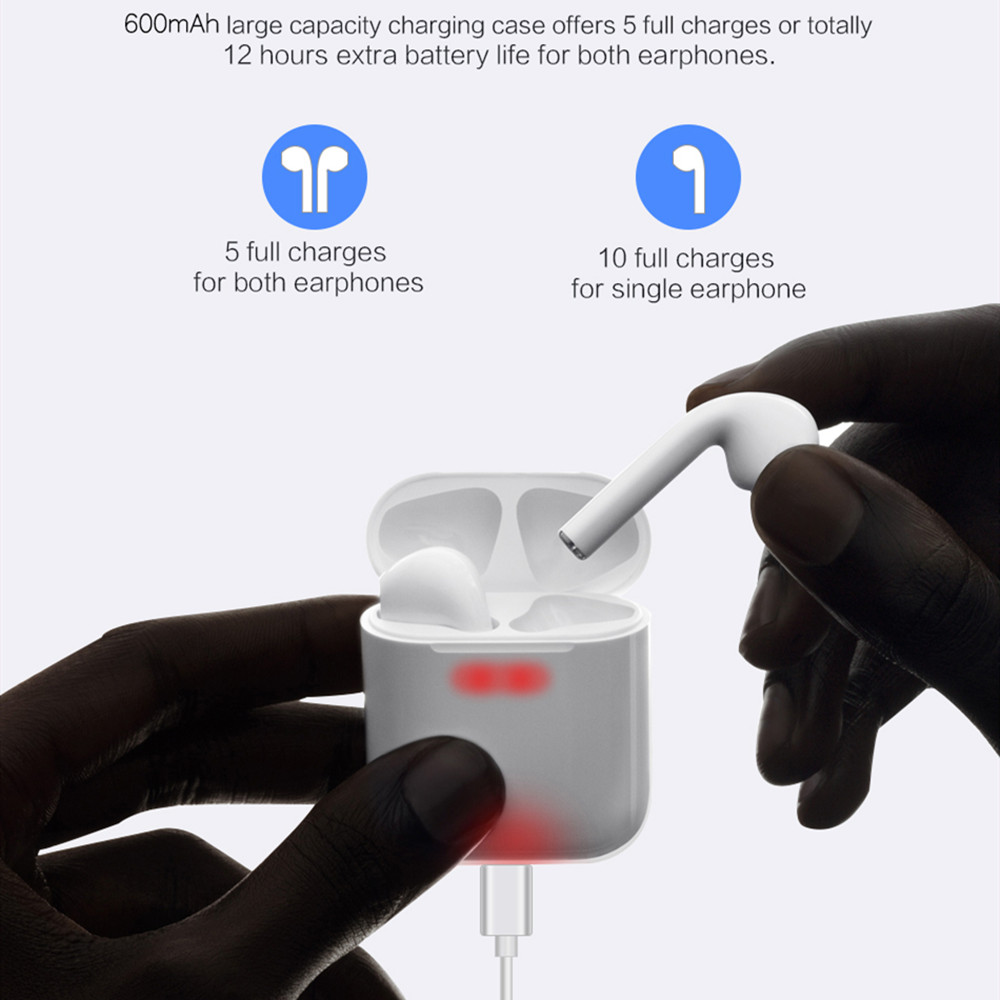 600mAh large capacity charging case offers 5 full charges or totally
12 hours extra battery life for both earphones.
5 full charges
for both earphones
10 full charges
for single earphone